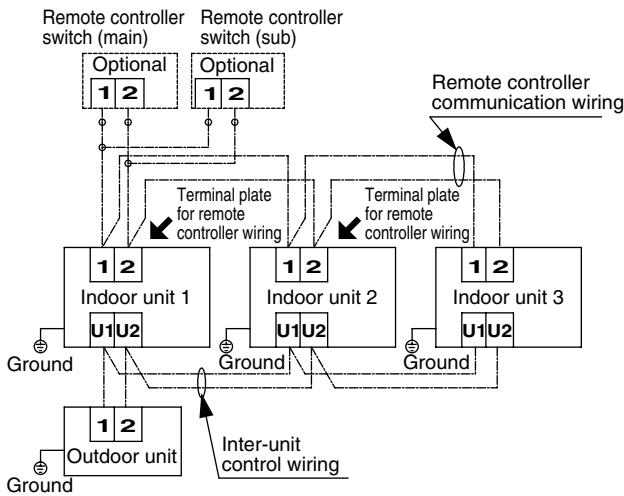 Remote controller
switch (main)
Remote controller
switch (sub)
Optional
1 2
Optional
1 2
Remote controller
communication wiring
Terminal plate
for remote
controller wiring
Terminal plate
for remote
controller wiring
1 2
Indoor unit 1
U1 U2
1 2
Indoor unit 2
U1 U2
1 2
Indoor unit 3
U1 U2
Ground
Ground
Ground
1 2
Outdoor unit
Ground
Inter-unit
control wiring